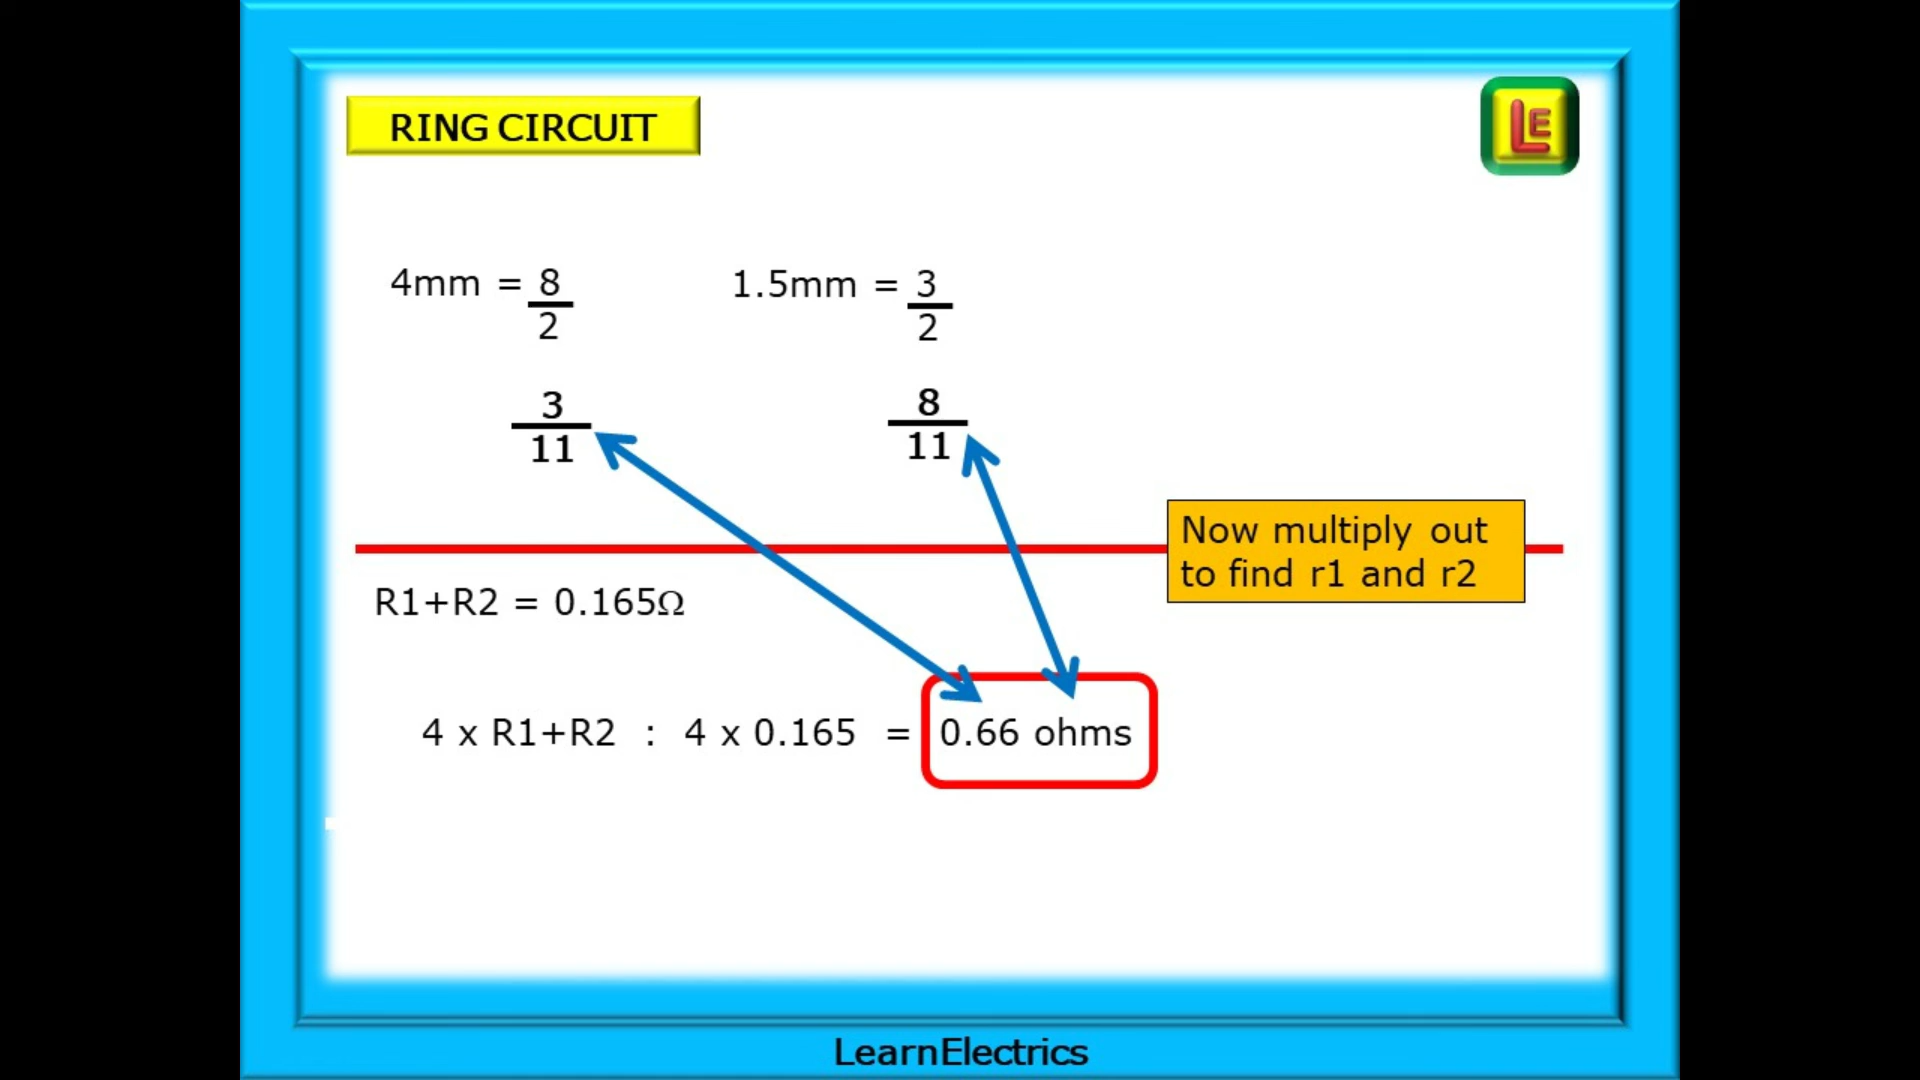 RING CIRCUIT
LE
4mm = 8/2
1.5mm = 3/2
3/11
8/11
Now multiply out
to find r1 and r2
R1+R2 = 0.165Ω
4 x R1+R2 : 4 x 0.165 = 0.66 ohms
LearnElectrics